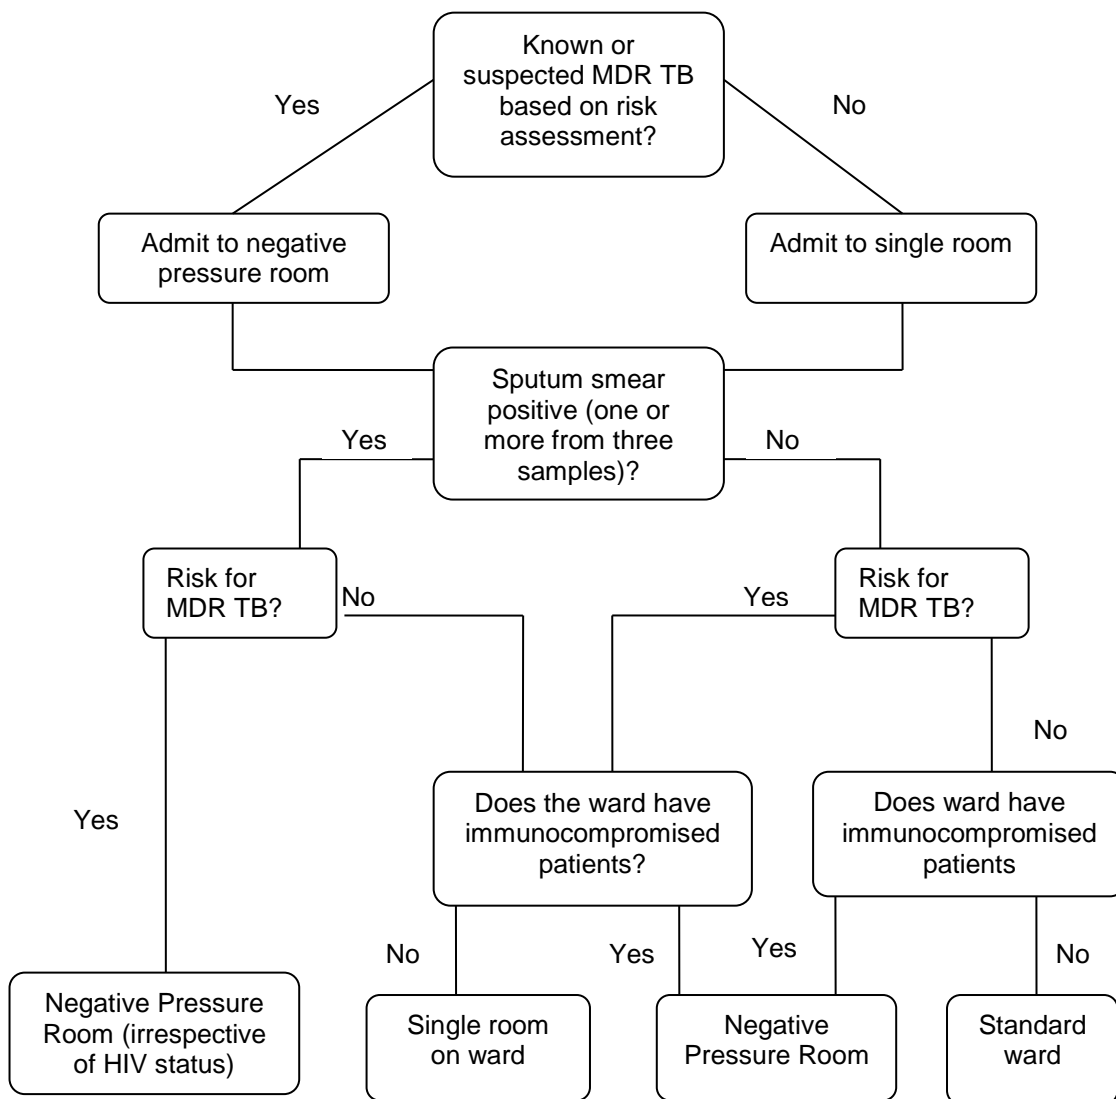 Known or
suspected MDR TB
based on risk
assessment?
Yes
No
Admit to negative
pressure room
Admit to single room
Sputum smear
positive (one or
more from three
samples)?
Yes
No
Risk for
MDR TB?
No
Yes
Risk for
MDR TB?
No
Yes
Does the ward have
immunocompromised
patients?
Does ward have
immunocompromised
patients
No
Yes
Yes
No
Negative Pressure
Room (irrespective
of HIV status)
Single room
on ward
Negative
Pressure Room
Standard
ward